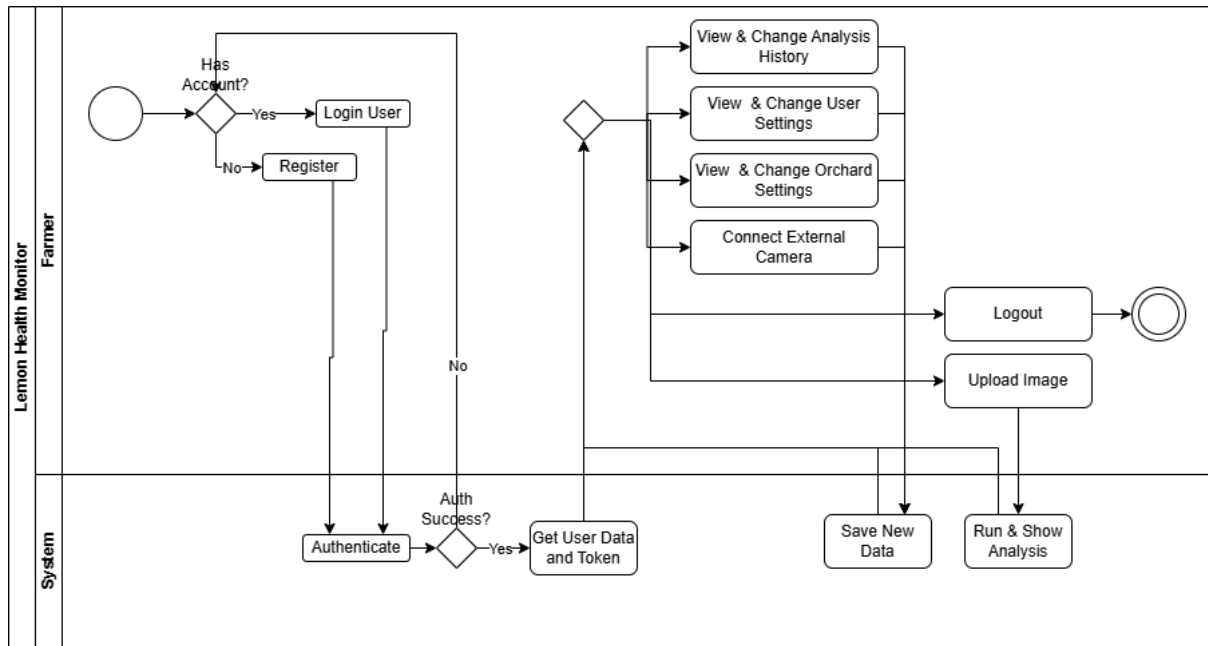 Lemon Health Monitor
Farmer
Has
Account?
Yes
Login User
No
Register
View & Change Analysis
History
View & Change User
Settings
View & Change Orchard
Settings
Connect External
Camera
Logout
Upload Image
No
System
Authenticate
Auth
Success?
Yes
Get User Data
and Token
Save New
Data
Run & Show
Analysis